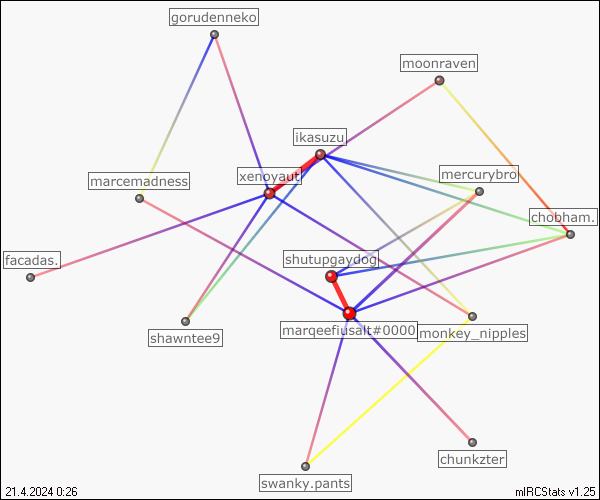 gorudenneko
moonraven
ikasuzu
xenoyaut
mercurybro
marcemadness
chobham.
facadas.
shutupgaydog
marqeefiusalt#0000
monkey_nipples
shawntee9
chunkzter
swanky.pants
21.4.2024 0:26
mIRCStats v1.25